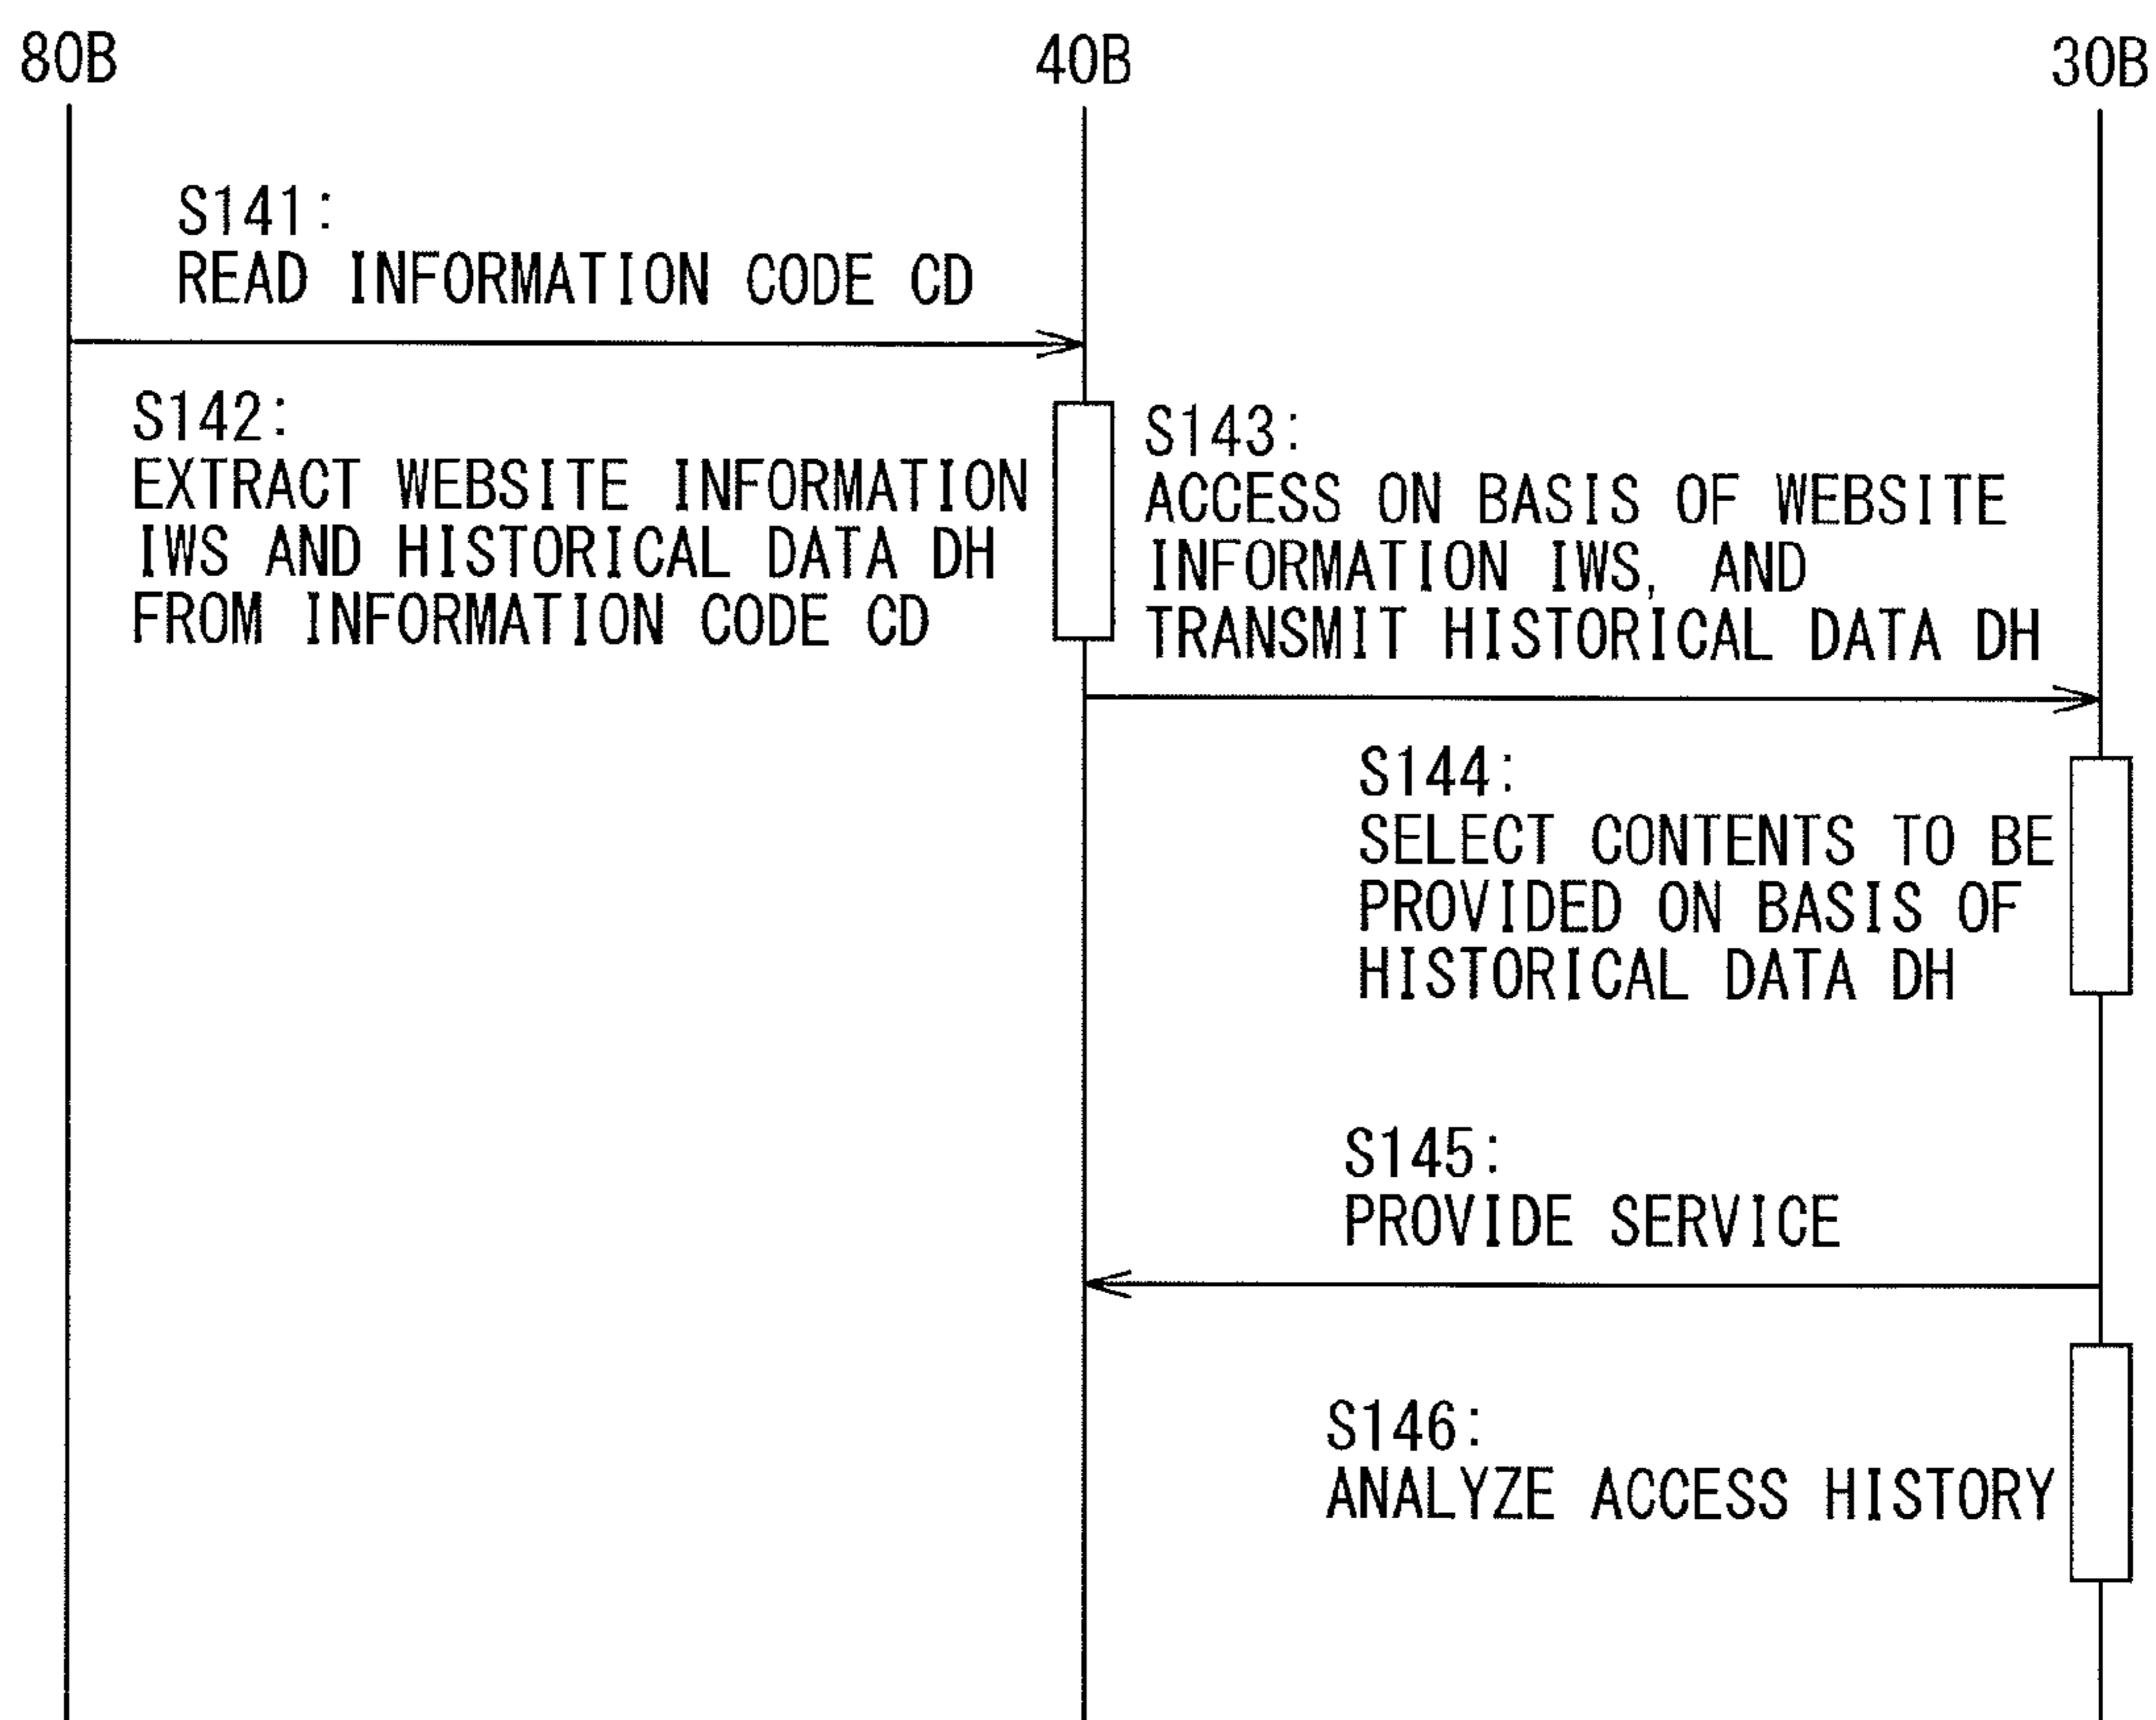 80B
40B
30B
S141:
READ INFORMATION CODE CD
S142:
EXTRACT WEBSITE INFORMATION
IWS AND HISTORICAL DATA DH
FROM INFORMATION CODE CD
S143:
ACCESS ON BASIS OF WEBSITE
INFORMATION IWS, AND
TRANSMIT HISTORICAL DATA DH
S144:
SELECT CONTENTS TO BE
PROVIDED ON BASIS OF
HISTORICAL DATA DH
S145:
PROVIDE SERVICE
S146:
ANALYZE ACCESS HISTORY